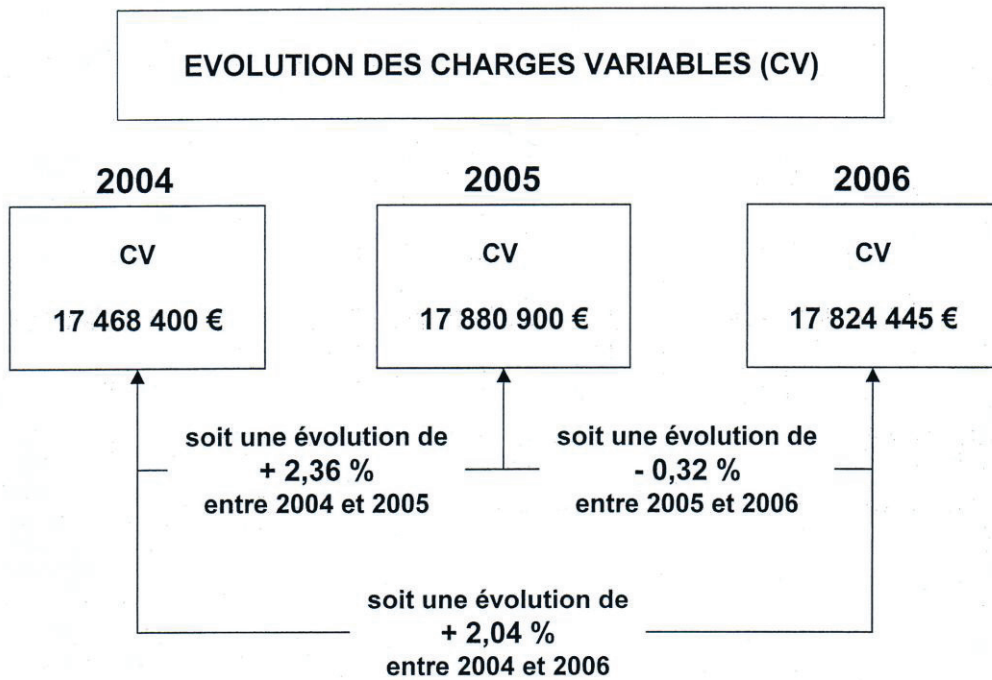 EVOLUTION DES CHARGES VARIABLES (CV)
2004
2005
2006
CV
17 468 400 €
CV
17 880 900 €
CV
17 824 445 €
soit une évolution de
+ 2,36 %
entre 2004 et 2005
soit une évolution de
- 0,32 %
entre 2005 et 2006
soit une évolution de
+ 2,04 %
entre 2004 et 2006